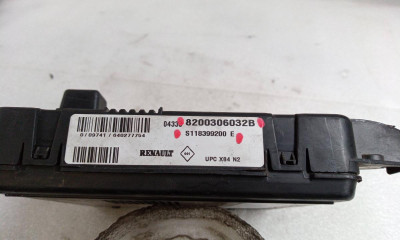 0433 8200306032B
S118399200 E
RENAULT
UPC X84 N2